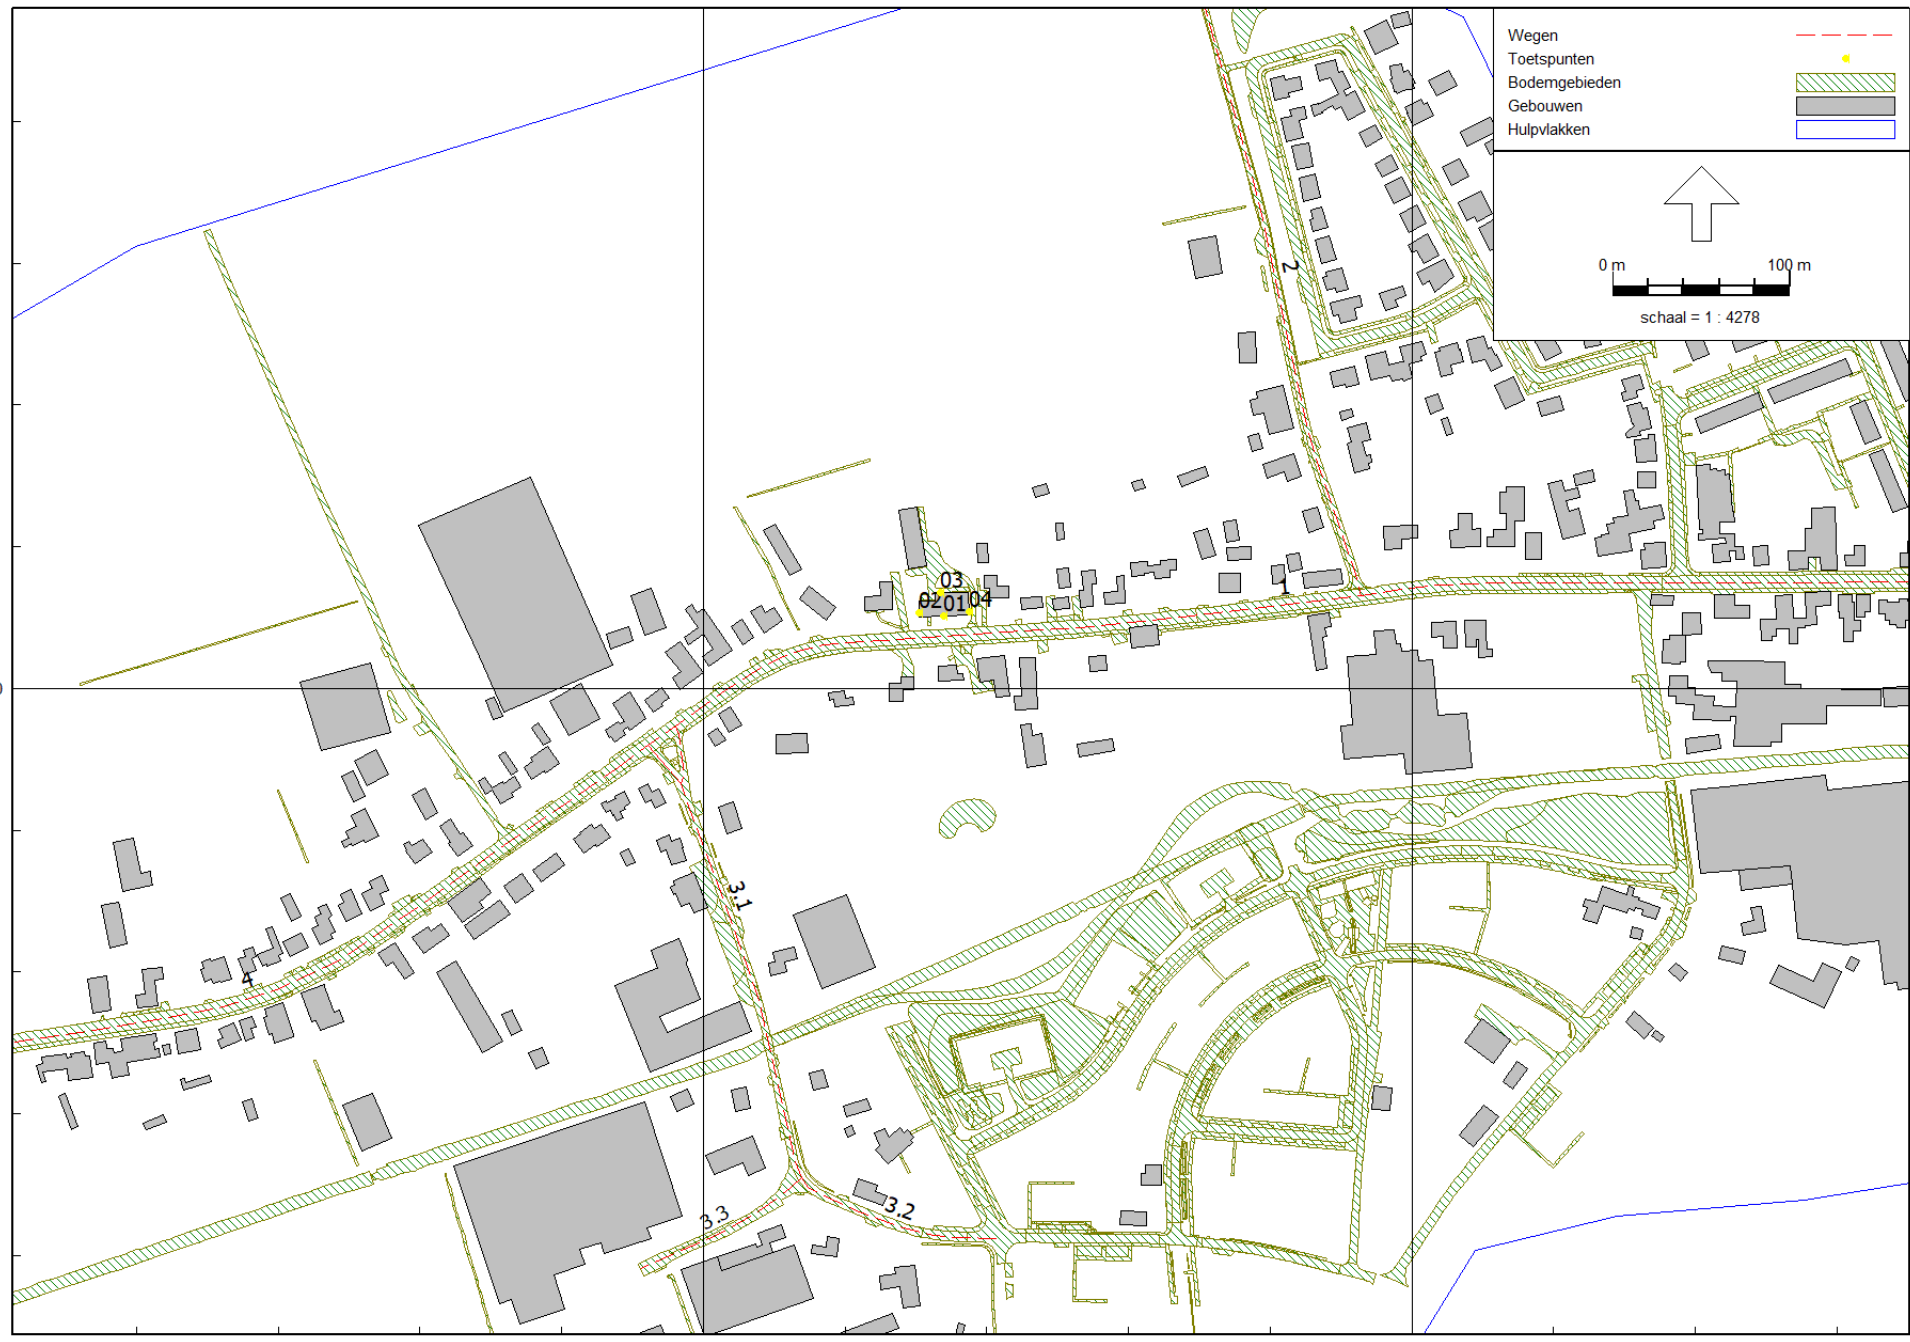 Wegen
Toetspunten
Bodemgebieden
Gebouwen
Hulpvlakken
0 m 100 m
schaal = 1 : 4278
2
03
02 01 04
1
3.1
4
3.2
3.3